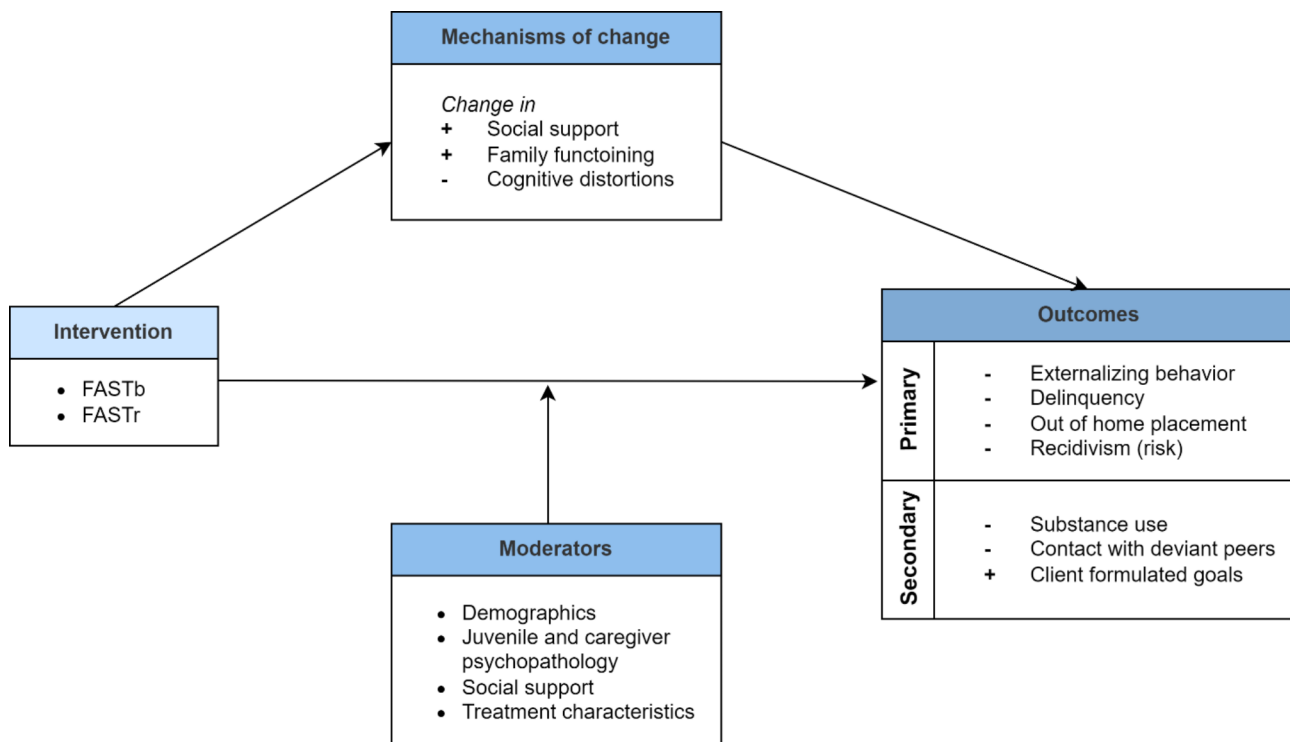 Mechanisms of change
Change in
+ Social support
+ Family functoining
- Cognitive distortions
Intervention
• FASTb
• FASTr
Outcomes
Primary
- Externalizing behavior
- Delinquency
- Out of home placement
- Recidivism (risk)
Secondary
- Substance use
- Contact with deviant peers
+ Client formulated goals
Moderators
• Demographics
• Juvenile and caregiver
psychopathology
• Social support
• Treatment characteristics